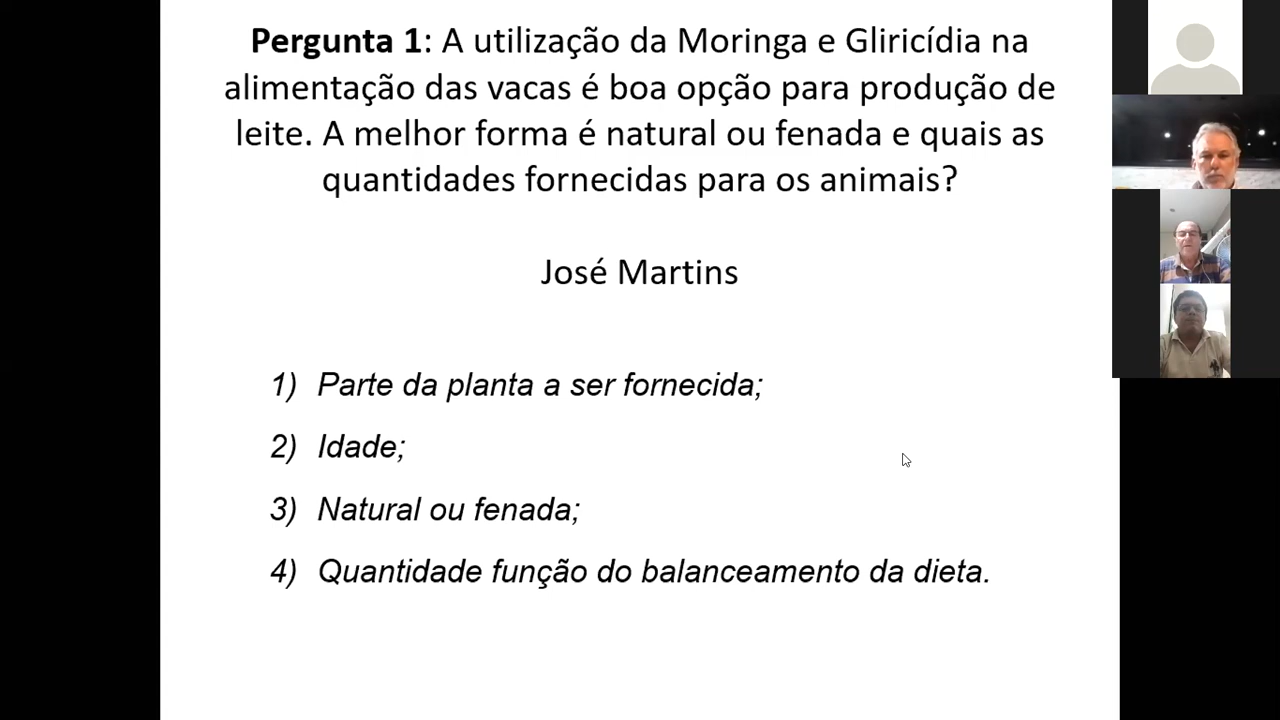 Pergunta 1: A utilização da Moringa e Gliricídia na
alimentação das vacas é boa opção para produção de
leite. A melhor forma é natural ou fenada e quais as
quantidades fornecidas para os animais?
José Martins
1) Parte da planta a ser fornecida;
2) Idade;
3) Natural ou fenada;
4) Quantidade função do balanceamento da dieta.